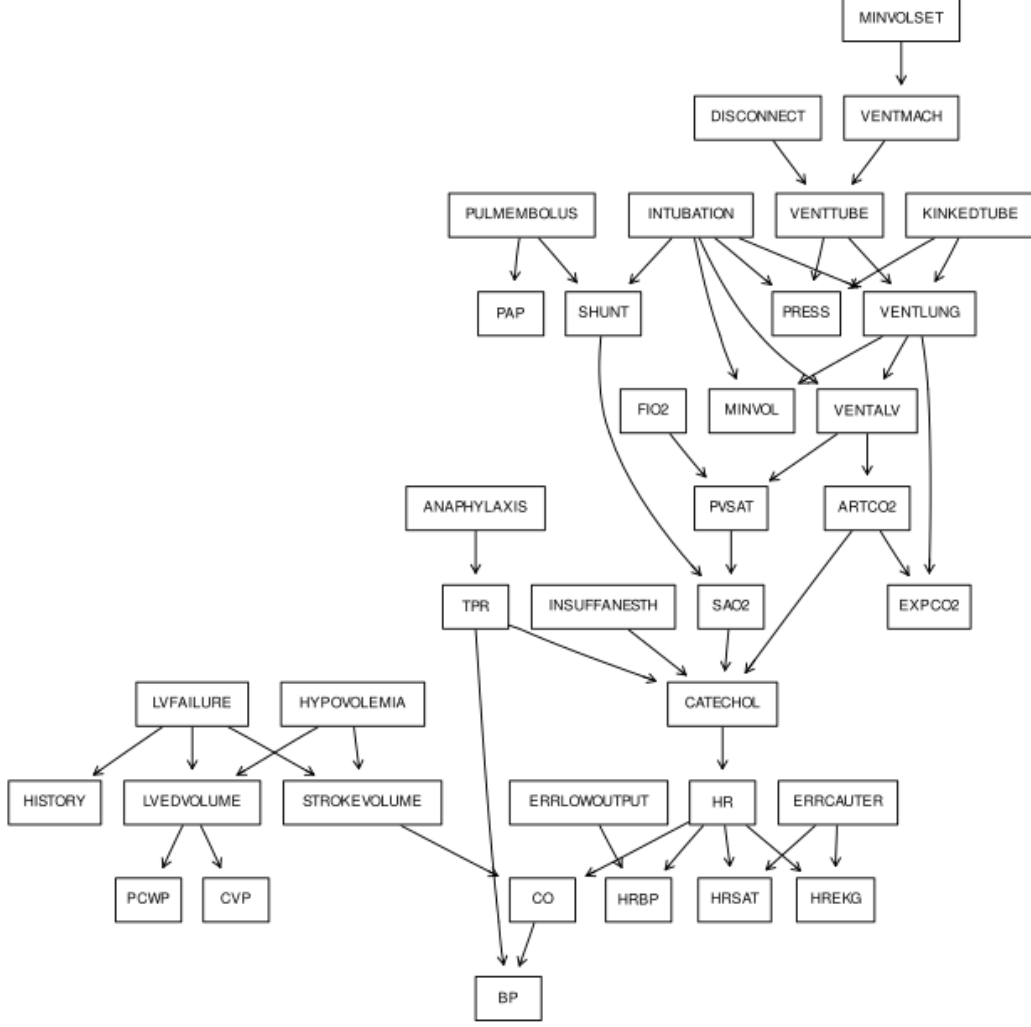 MINVOLSET
DISCONNECT
VENTMACH
PULMEMBOLUS
INTUBATION
VENTTUBE
KINKEDTUBE
PAP
SHUNT
PRESS
VENTLUNG
FIO2
MINVOL
VENTALV
ANAPHYLAXIS
PVSAT
ARTCO2
TPR
INSUFFANESTH
SAO2
EXPCO2
LVFAILURE
HYPOVOLEMIA
CATECHOL
HISTORY
LVEDVOLUME
STROKEVOLUME
ERRLOWOUTPUT
HR
ERRCAUTER
PCWP
CVP
CO
HRBP
HRSAT
HREKG
BP